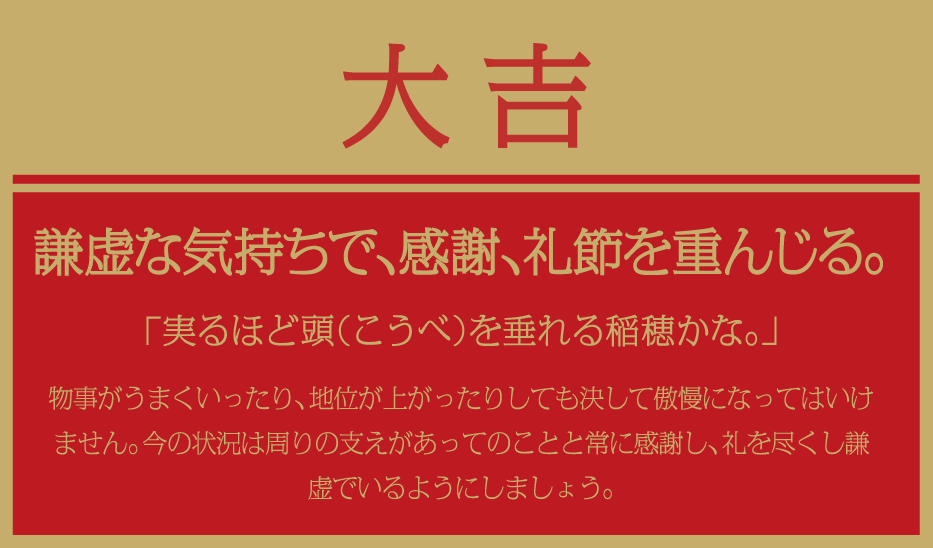 大吉
謙虚な気持ちで、感謝、礼節を重んじる。
「実るほど頭（こうべ）を垂れる稲穂かな。」
物事がうまくいったり、地位が上がったりしても決して傲慢になってはいけ
ません。今の状況は周りの支えがあってのことと常に感謝し、礼を尽くし謙
虚でいるようにしましょう。